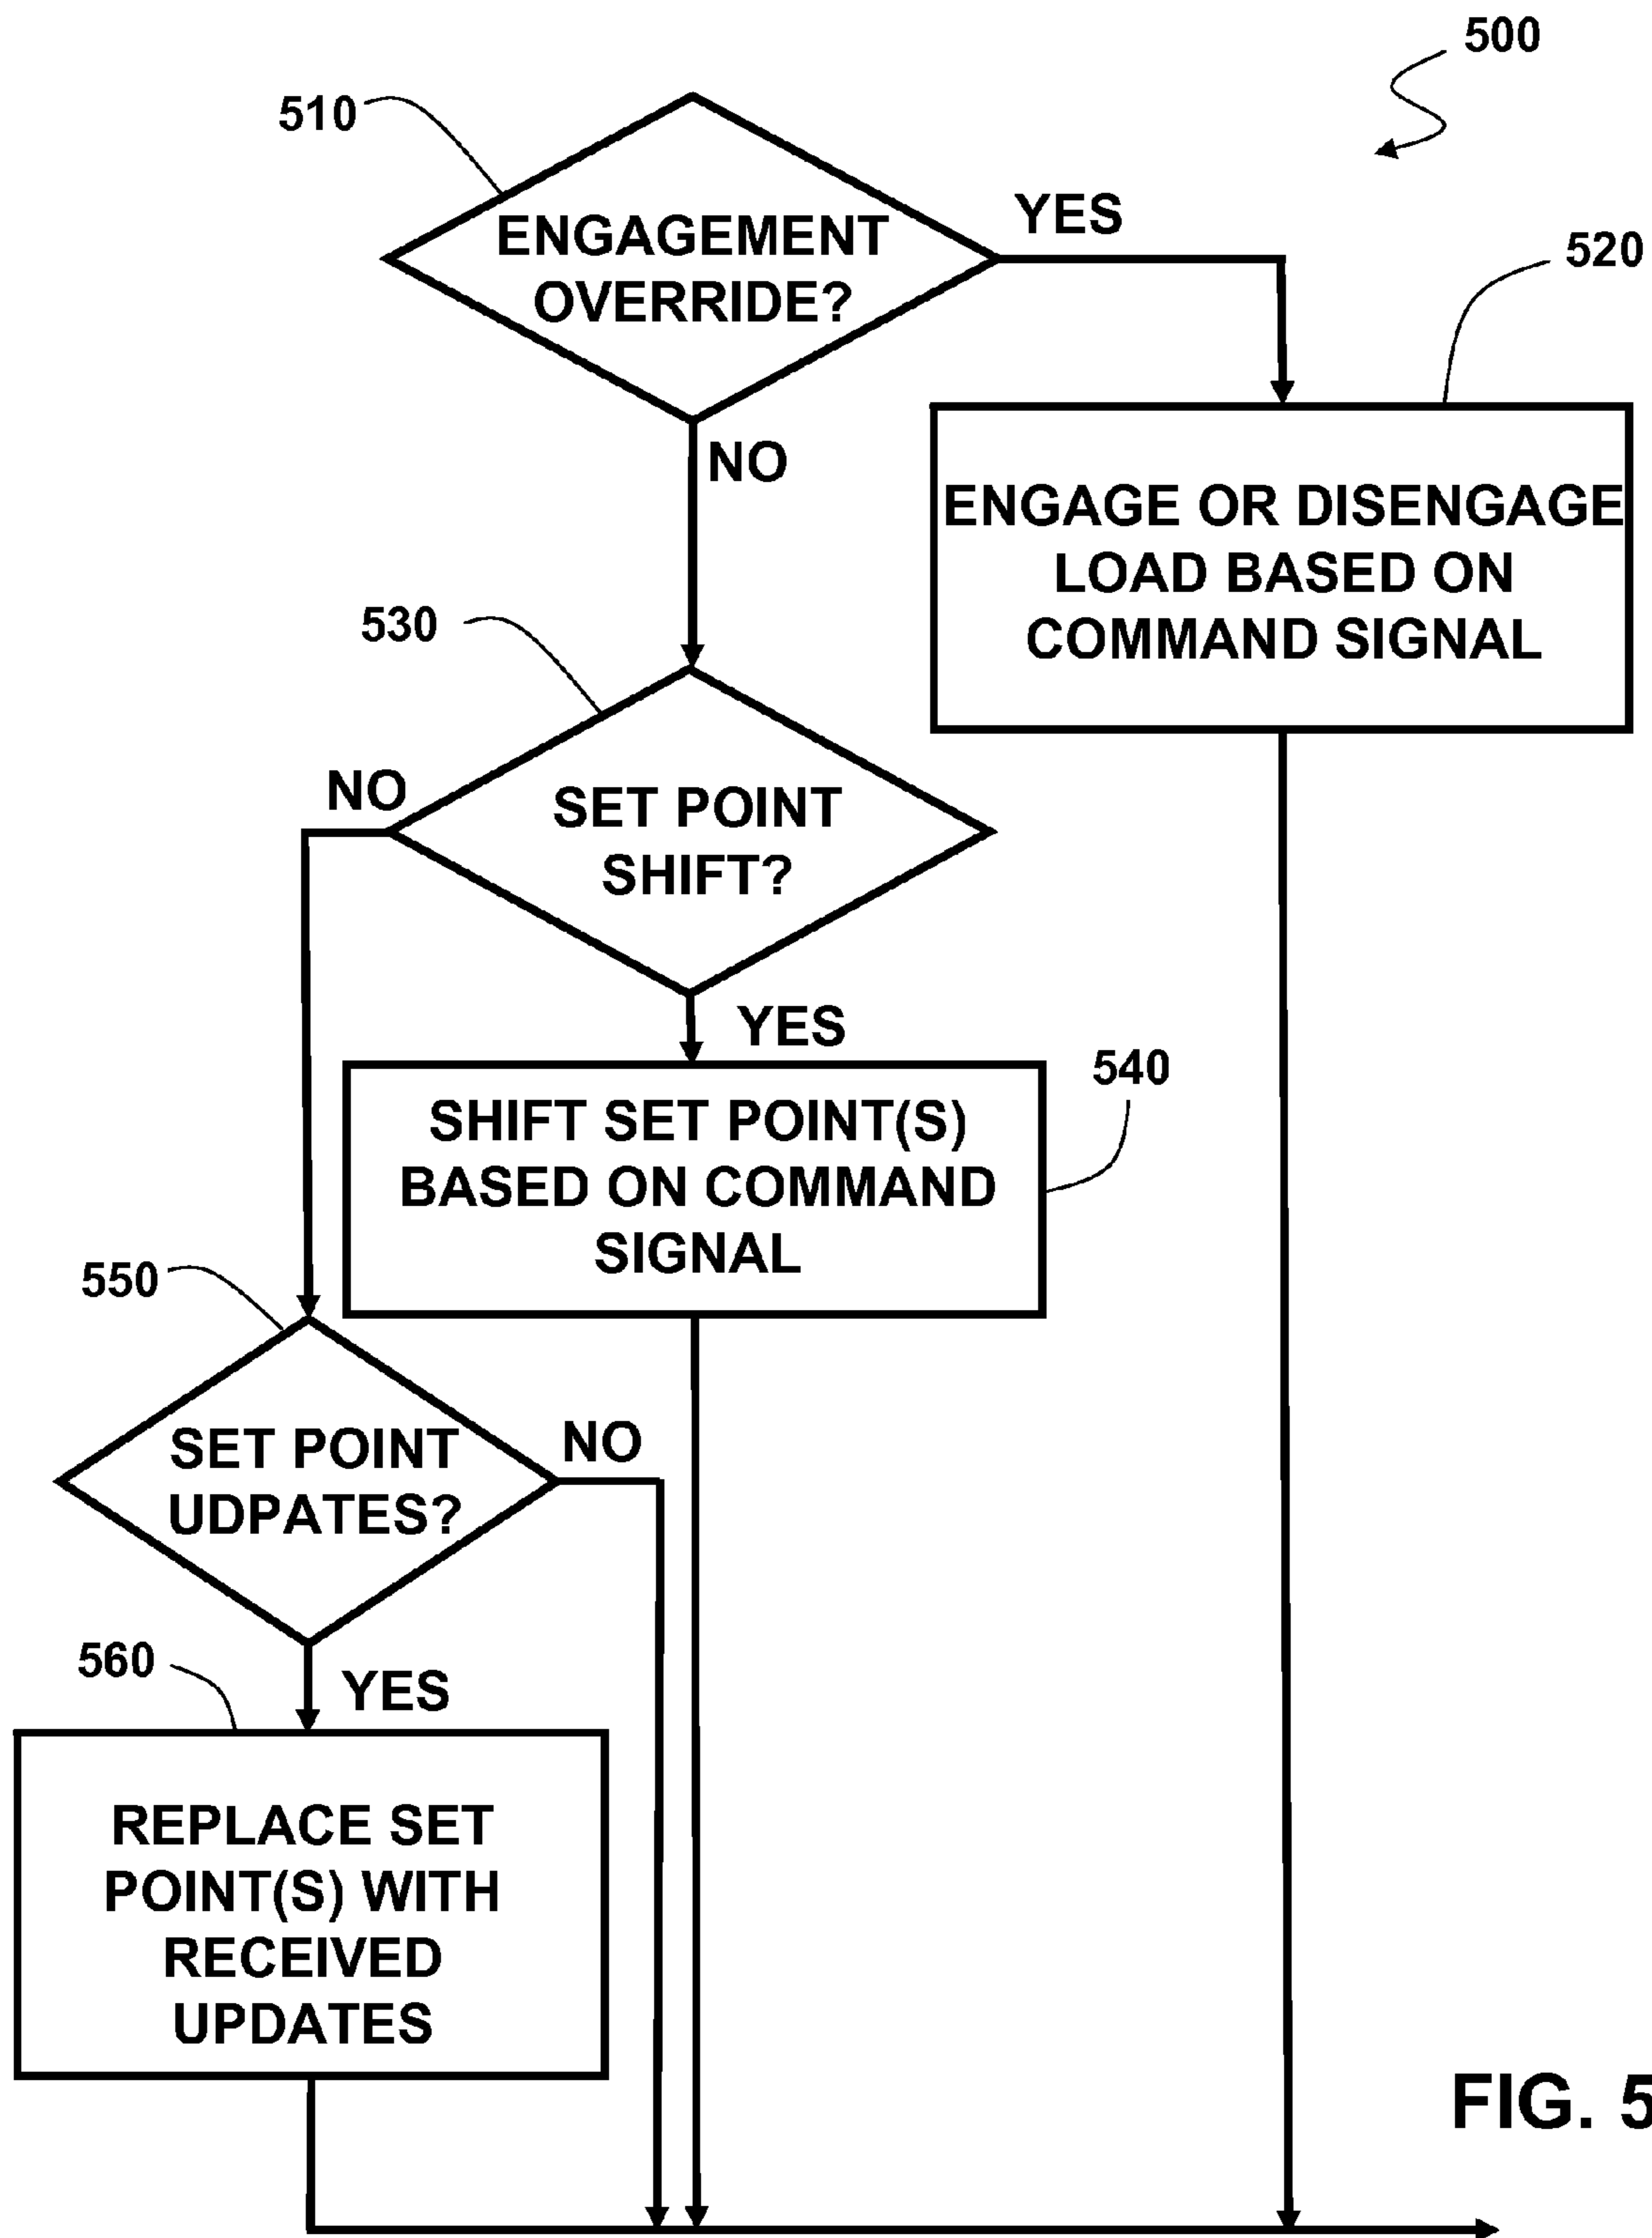 500
510
ENGAGEMENT
OVERRIDE?
YES
520
NO
ENGAGE OR DISENGAGE
LOAD BASED ON
COMMAND SIGNAL
530
NO
SET POINT
SHIFT?
YES
540
SHIFT SET POINT(S)
BASED ON COMMAND
SIGNAL
550
SET POINT
UDPATES?
NO
560
YES
REPLACE SET
POINT(S) WITH
RECEIVED
UPDATES
FIG. 5